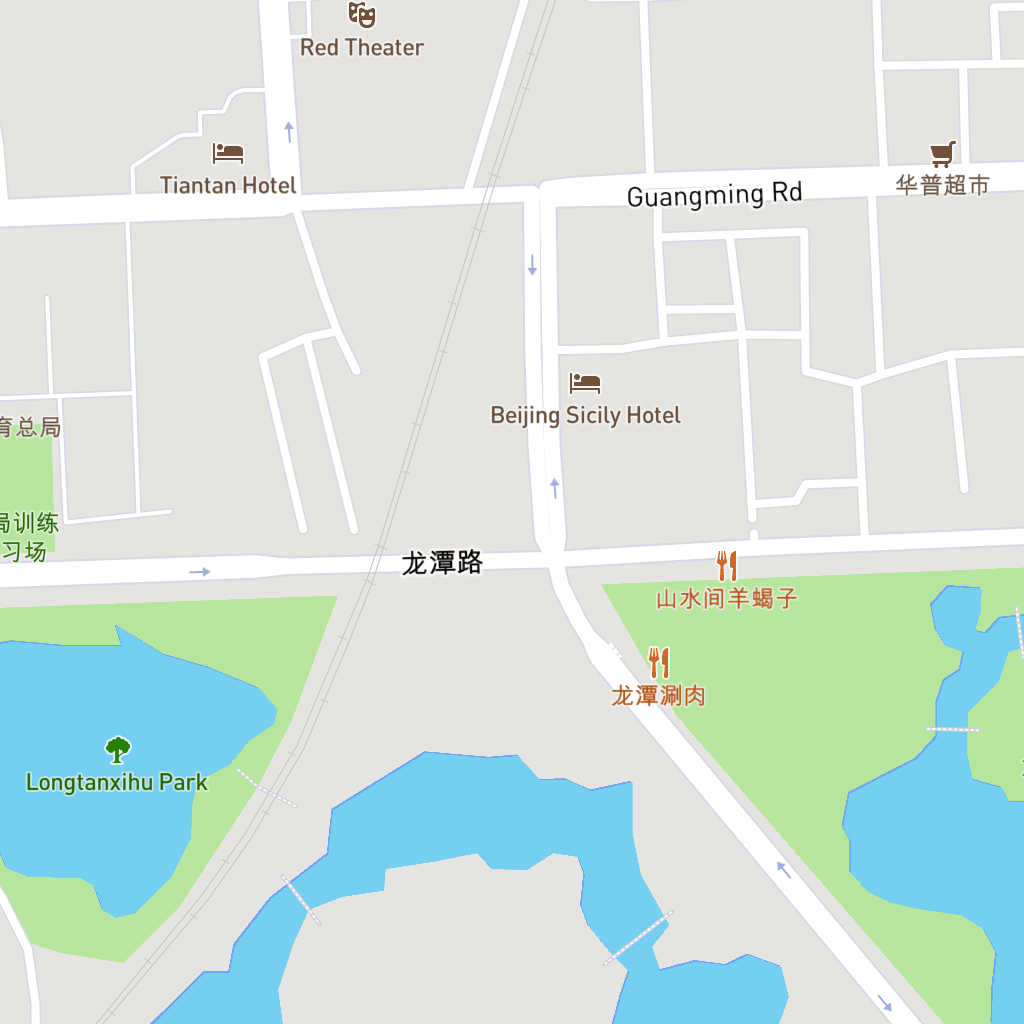 Red Theater
Tiantan Hotel
Guangming Rd
华普超市
Beijing Sicily Hotel
育总局
局训练
习场
龙潭路
山水间羊蝎子
龙潭涮肉
Longtanxihu Park